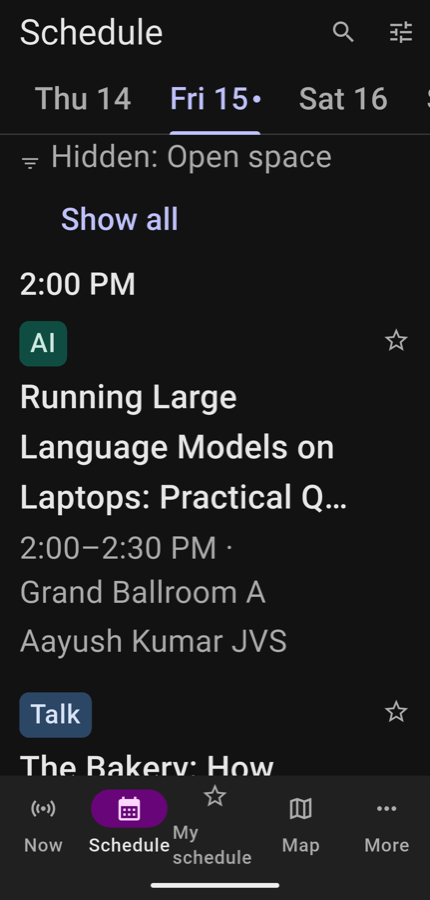 Schedule
Thu 14
Fri 15•
Sat 16
Hidden: Open space
Show all
2:00 PM
AI
Running Large
Language Models on
Laptops: Practical Q…
2:00–2:30 PM ·
Grand Ballroom A
Aayush Kumar JVS
Talk
The Bakery: How
Now
Schedule
My
schedule
Map
More